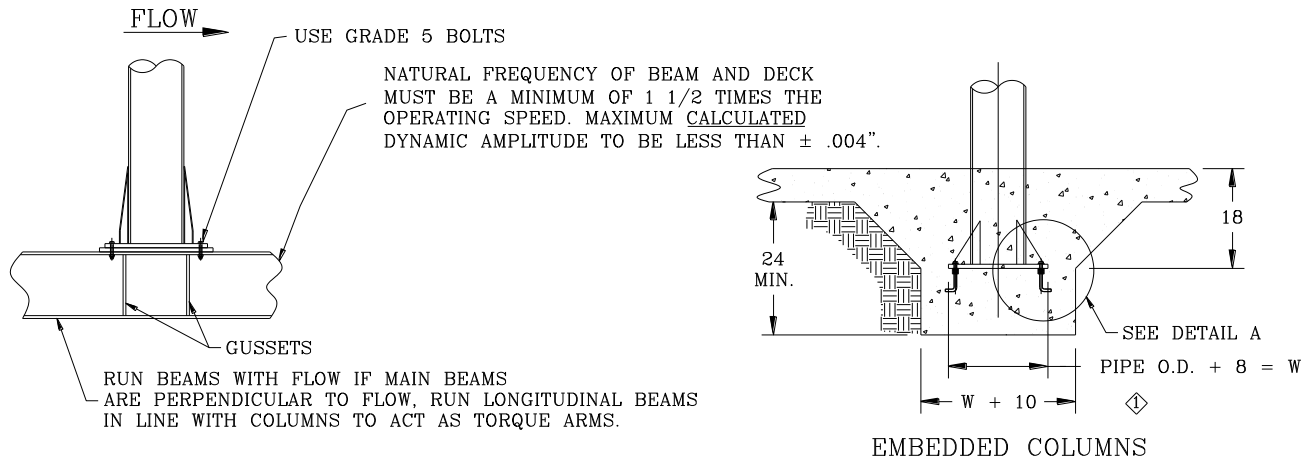 FLOW
USE GRADE 5 BOLTS
NATURAL FREQUENCY OF BEAM AND DECK
MUST BE A MINIMUM OF 1 1/2 TIMES THE
OPERATING SPEED. MAXIMUM CALCULATED
DYNAMIC AMPLITUDE TO BE LESS THAN ± .004”.
GUSSETS
RUN BEAMS WITH FLOW IF MAIN BEAMS
ARE PERPENDICULAR TO FLOW, RUN LONGITUDINAL BEAMS
IN LINE WITH COLUMNS TO ACT AS TORQUE ARMS.
18
24
MIN.
SEE DETAIL A
PIPE O.D. + 8 = W
W + 10
1
EMBEDDED COLUMNS